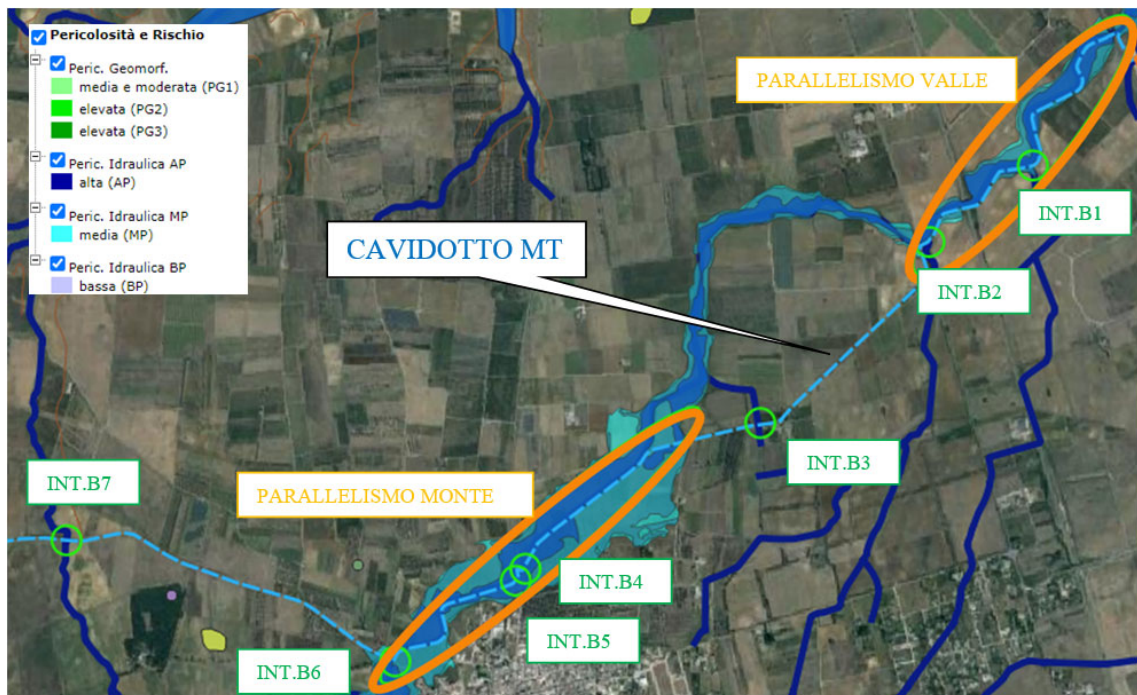 Pericolosità e Rischio
Peric. Geomorf.
media e moderata (PG1)
elevata (PG2)
elevata (PG3)
Peric. Idraulica AP
alta (AP)
Peric. Idraulica MP
media (MP)
Peric. Idraulica BP
bassa (BP)
PARALLELISMO VALLE
INT.B1
CAVIDOTTO MT
INT.B2
INT.B3
INT.B7
PARALLELISMO MONTE
INT.B4
INT.B5
INT.B6